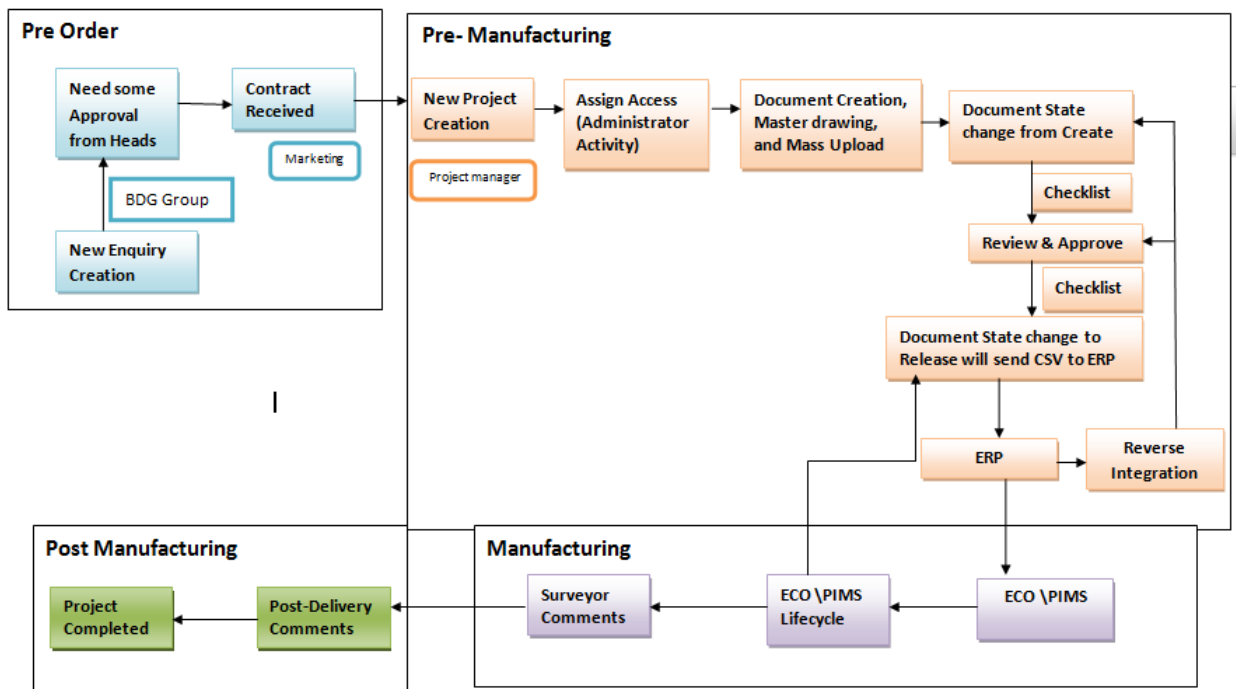 Pre Order
Need some
Approval
from Heads
Contract
Received
Marketing
BDG Group
New Enquiry
Creation
Pre- Manufacturing
New Project
Creation
Project manager
Assign Access
(Administrator
Activity)
Document Creation,
Master drawing,
and Mass Upload
Document State
change from Create
Checklist
Review & Approve
Checklist
Document State change to
Release will send CSV to ERP
ERP
Reverse
Integration
Post Manufacturing
Project
Completed
Post-Delivery
Comments
Manufacturing
Surveyor
Comments
ECO \PIMS
Lifecycle
ECO \PIMS